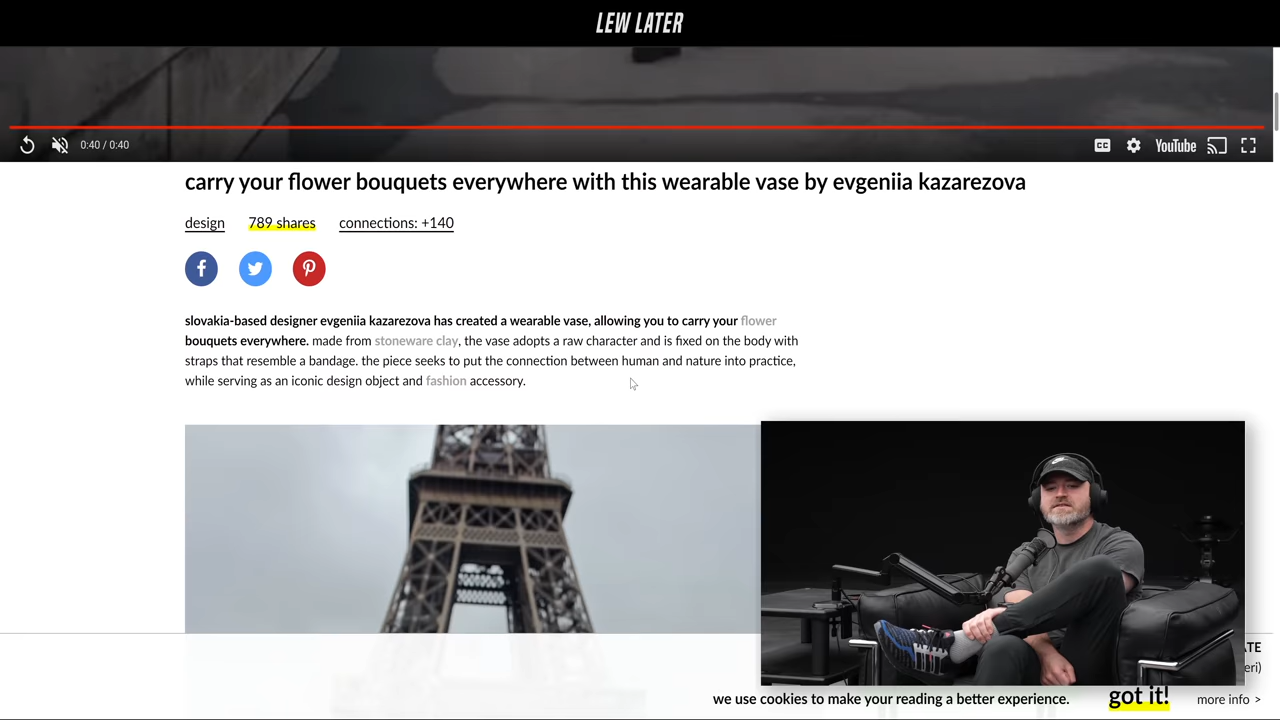 LEW LATER
0:40 / 0:40
CC
YouTube
carry your flower bouquets everywhere with this wearable vase by evgeniia kazarezova
design 789 shares connections: +140
slovakia-based designer evgeniia kazarezova has created a wearable vase, allowing you to carry your flower
bouquets everywhere. made from stoneware clay, the vase adopts a raw character and is fixed on the body with
straps that resemble a bandage. the piece seeks to put the connection between human and nature into practice,
while serving as an iconic design object and fashion accessory.
we use cookies to make your reading a better experience. got it! more info >